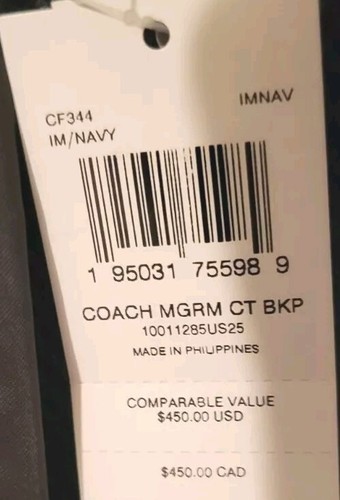 IMNAV
CF344
IM/NAVY
1 95031 75598 9
COACH MGRM CT BKP
10011285US25
MADE IN PHILIPPINES
COMPARABLE VALUE
$450.00 USD
$450.00 CAD